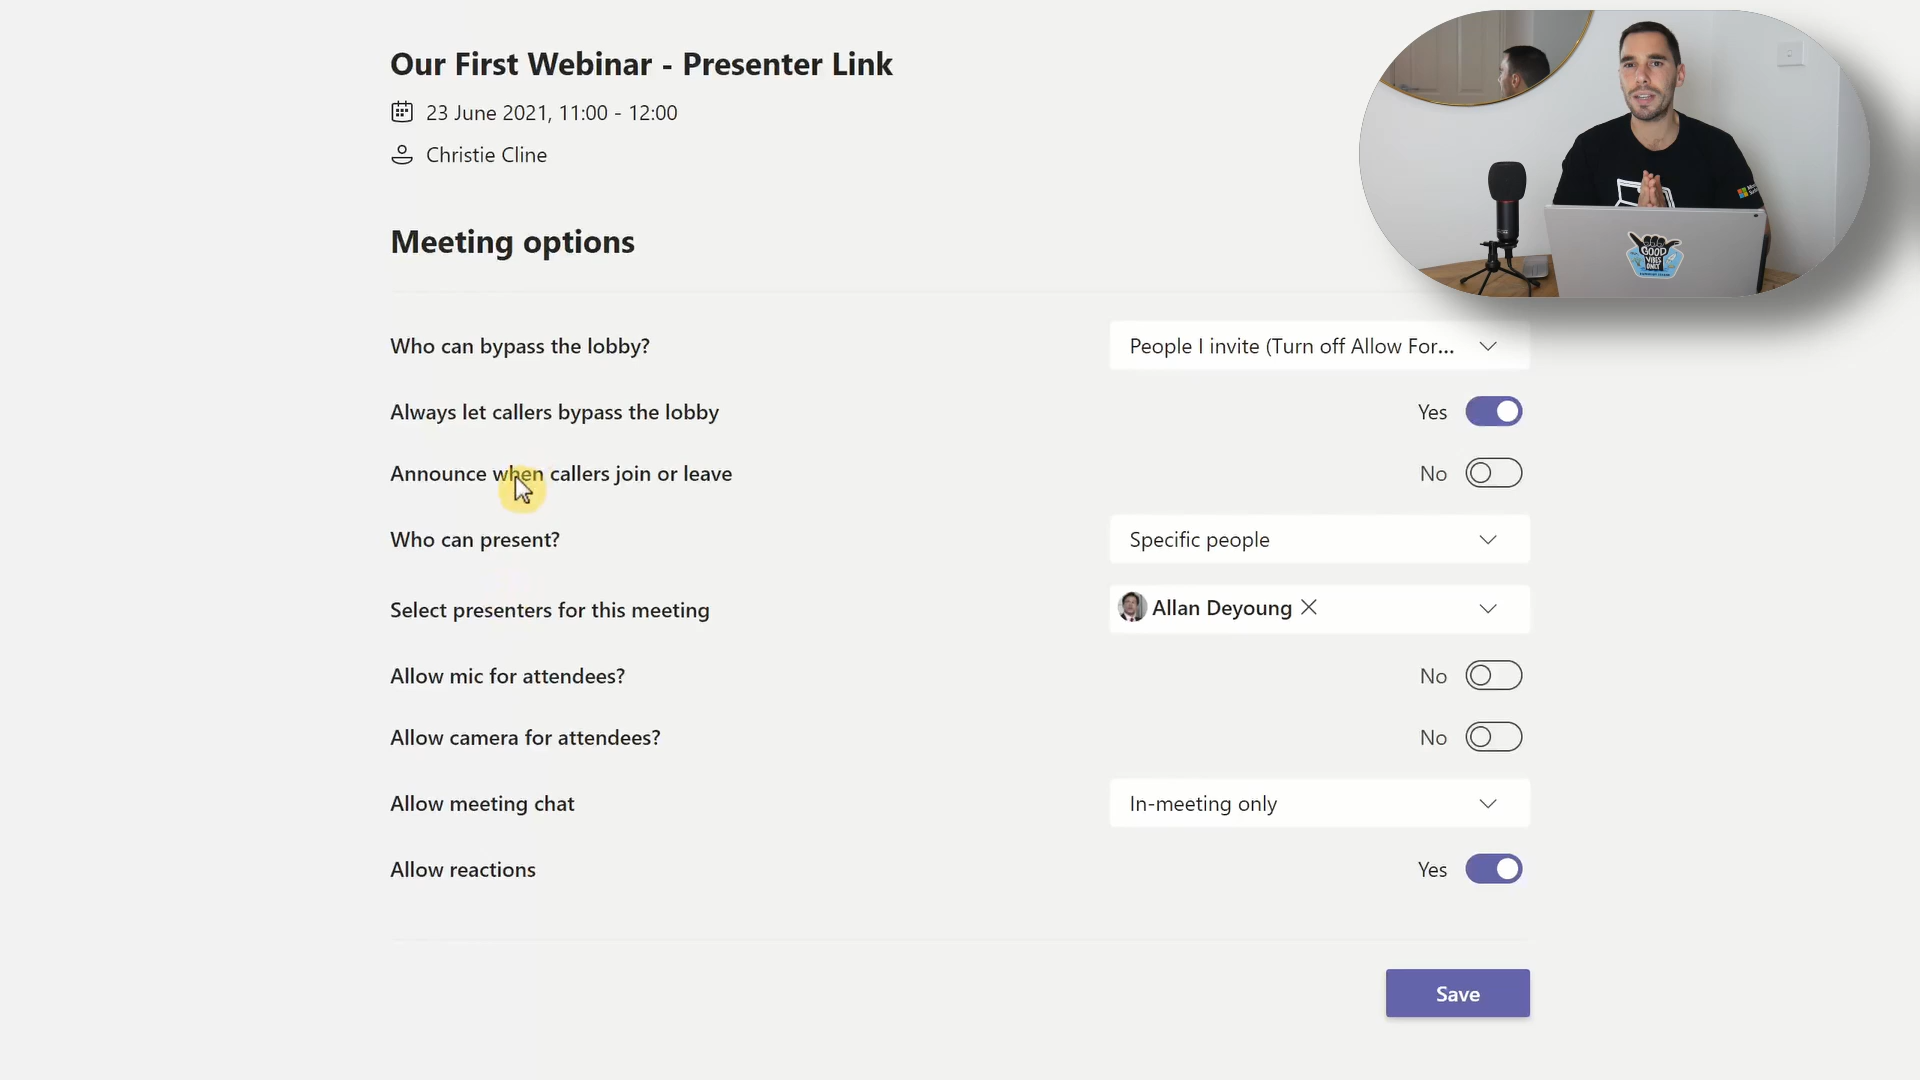 Our First Webinar - Presenter Link
23 June 2021, 11:00 - 12:00
Christie Cline
Meeting options
Who can bypass the lobby?
People I invite (Turn off Allow For...
Always let callers bypass the lobby
Yes
Announce when callers join or leave
No
Who can present?
Specific people
Select presenters for this meeting
Allan Deyoung
Allow mic for attendees?
No
Allow camera for attendees?
No
Allow meeting chat
In-meeting only
Allow reactions
Yes
Save
GOOD
VIBES
ONLY